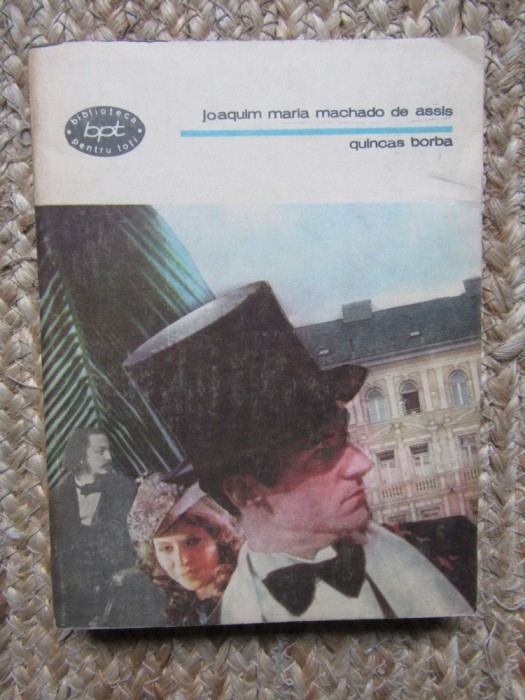 biblioteca
bpt
pentru toți
joaquim maria machado de assis
quincas borba